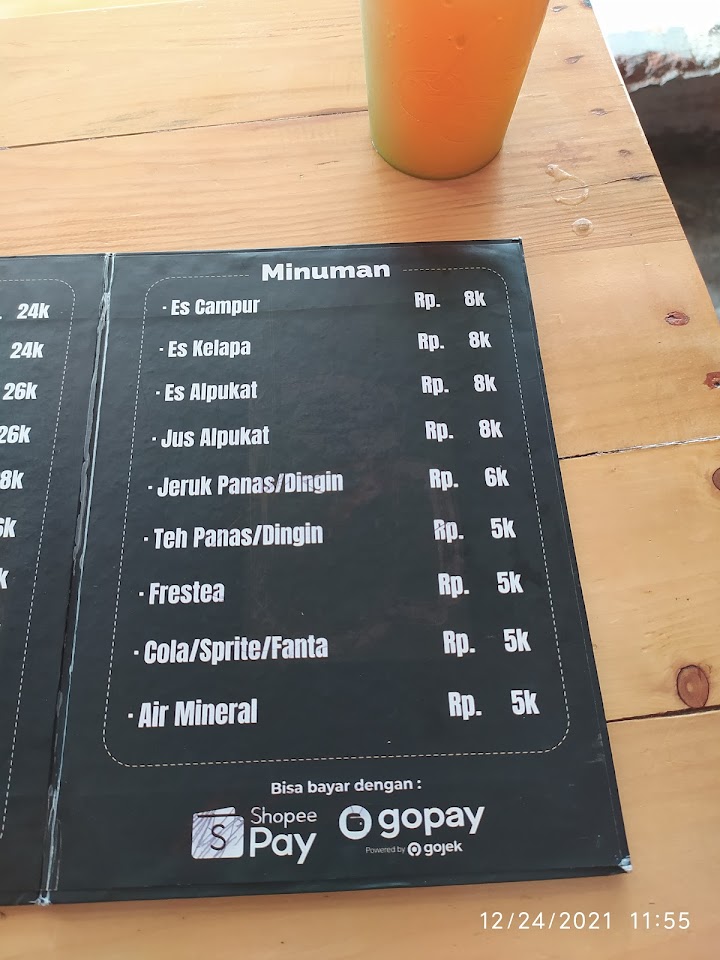 24k
24k
26k
26k
8k
k
k
Minuman
· Es Campur Rp. 8k
· Es Kelapa Rp. 8k
· Es Alpukat Rp. 8k
· Jus Alpukat Rp. 8k
· Jeruk Panas/Dingin Rp. 6k
· Teh Panas/Dingin Rp. 5k
· Frestea Rp. 5k
· Cola/Sprite/Fanta Rp. 5k
· Air Mineral Rp. 5k
Bisa bayar dengan :
S Shopee Pay
gopay
Powered by gojek
12/24/2021 11:55